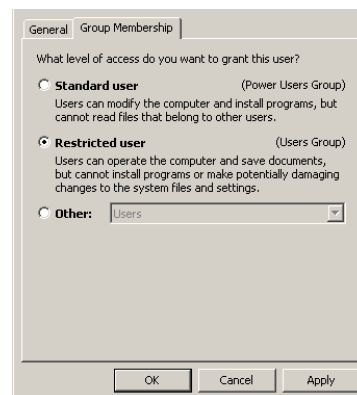 General
Group Membership
What level of access do you want to grant this user?
Standard user (Power Users Group)
Users can modify the computer and install programs, but
cannot read files that belong to other users.
Restricted user (Users Group)
Users can operate the computer and save documents,
but cannot install programs or make potentially damaging
changes to the system files and settings.
Other: Users
OK Cancel Apply